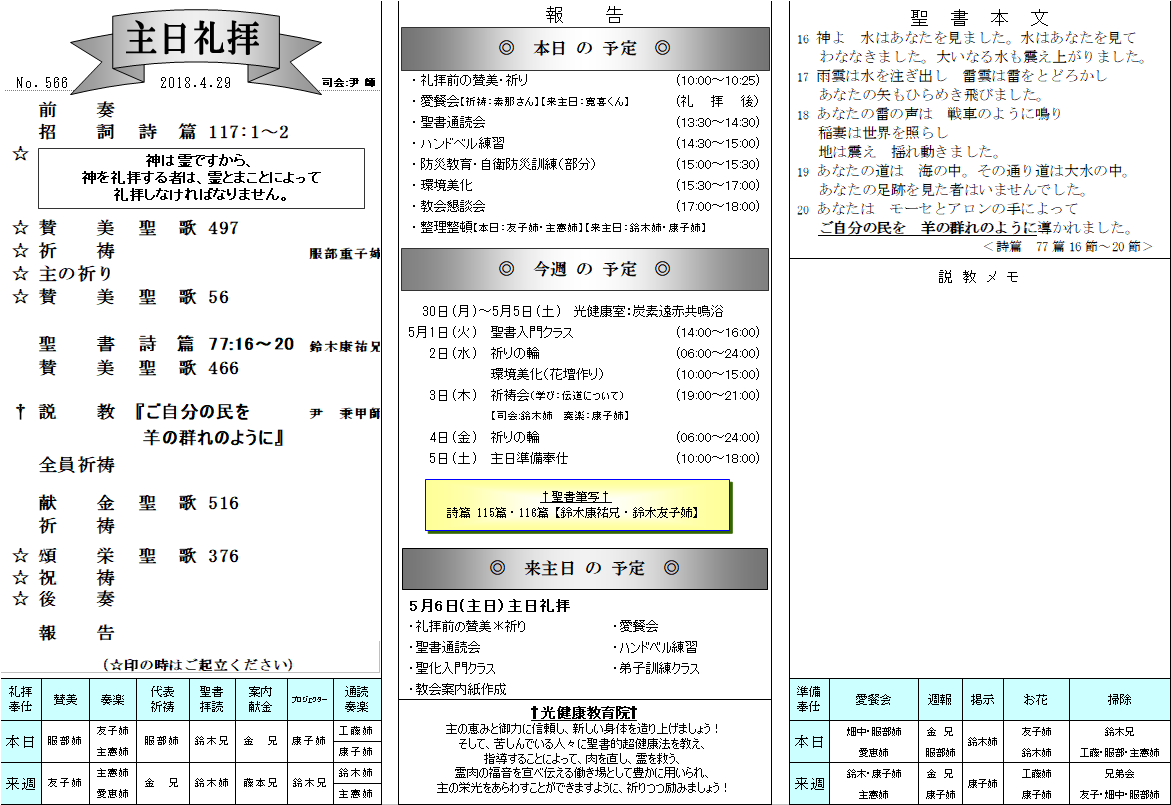 主日礼拝
No. 566 2018.4.29 司会:尹 師
前 奏
招 詞 詩 篇 117:1～2
☆ 神は霊ですから、
神を礼拝する者は、霊とまことによって
礼拝しなければなりません。
☆ 賛 美 聖 歌 497
☆ 祈 祷 服部重子姉
☆ 主の祈り
☆ 賛 美 聖 歌 56
聖 書 詩 篇 77:16～20 鈴木康祐兄
賛 美 聖 歌 466
† 説 教 『ご自分の民を 尹 秉甲師
羊の群れのように』
全員祈祷
献 金 聖 歌 516
祈 祷
☆ 頌 栄 聖 歌 376
☆ 祝 祷
☆ 後 奏
報 告
(☆印の時はご起立ください)
礼拝奉仕 賛美 奏楽 代表祈祷 聖書拝読 案内献金 プロジェクター 通読奏楽
本日 服部姉 友子姉 主憲姉 服部姉 鈴木兄 金 兄 康子姉 工藤姉 康子姉
来週 友子姉 主憲姉 愛恵姉 金 兄 鈴木姉 藤本兄 鈴木兄 鈴木姉 主憲姉
報 告
◎ 本日 の 予定 ◎
・礼拝前の賛美・祈り (10:00～10:25)
・愛餐会【祈祷:素那さん】【来主日:寛喜くん】 (礼 拝 後)
・聖書通読会 (13:30～14:30)
・ハンドベル練習 (14:30～15:00)
・防災教育・自衛防災訓練(部分) (15:00～15:30)
・環境美化 (15:30～17:00)
・教会懇談会 (17:00～18:00)
・整理整頓【本日:友子姉・主憲姉】【来主日:鈴木姉・康子姉】
◎ 今週 の 予定 ◎
30日(月)～5月5日(土) 光健康室:炭素遠赤共鳴浴
5月1日(火) 聖書入門クラス (14:00～16:00)
2日(水) 祈りの輪 (06:00～24:00)
環境美化(花壇作り) (10:00～15:00)
3日(木) 祈祷会(学び:伝道について) (19:00～21:00)
【司会:鈴木姉 奏楽:康子姉】
4日(金) 祈りの輪 (06:00～24:00)
5日(土) 主日準備奉仕 (10:00～18:00)
†聖書筆写†
詩篇 115篇・116篇【鈴木康祐兄・鈴木友子姉】
◎ 来主日 の 予定 ◎
5月6日(主日) 主日礼拝
・礼拝前の賛美＊祈り ・愛餐会
・聖書通読会 ・ハンドベル練習
・聖化入門クラス ・弟子訓練クラス
・教会案内紙作成
†光健康教育院†
主の恵みと御力に信頼し、新しい身体を造り上げましょう!
そして、苦しんでいる人々に聖書的超健康法を教え、
指導することによって、肉を直し、霊を救う、
霊肉の福音を宣べ伝える働き場として豊かに用いられ、
主の栄光をあらわすことができますように、祈りつつ励みましょう!
聖 書 本 文
16 神よ 水はあなたを見ました。水はあなたを見て
わななきました。大いなる水も震え上がりました。
17 雨雲は水を注ぎ出し 雷雲は雷をとどろかし
あなたの矢もひらめき飛びました。
18 あなたの雷の声は 戦車のように鳴り
稲妻は世界を照らし
地は震え 揺れ動きました。
19 あなたの道は 海の中。その通り道は大水の中。
あなたの足跡を見た者はいませんでした。
20 あなたは モーセとアロンの手によって
ご自分の民を 羊の群れのように導かれました。
＜詩篇 77篇16節～20節＞
説 教 メ モ
準備奉仕 愛餐会 週報 掲示 お花 掃除
本日 畑中・服部姉 愛恵姉 金 兄 服部姉 鈴木姉 友子姉 鈴木姉 鈴木兄 工藤・服部・主憲姉
来週 鈴木・康子姉 主憲姉 金 兄 康子姉 康子姉 工藤姉 康子姉 兄弟会 友子・畑中・服部姉